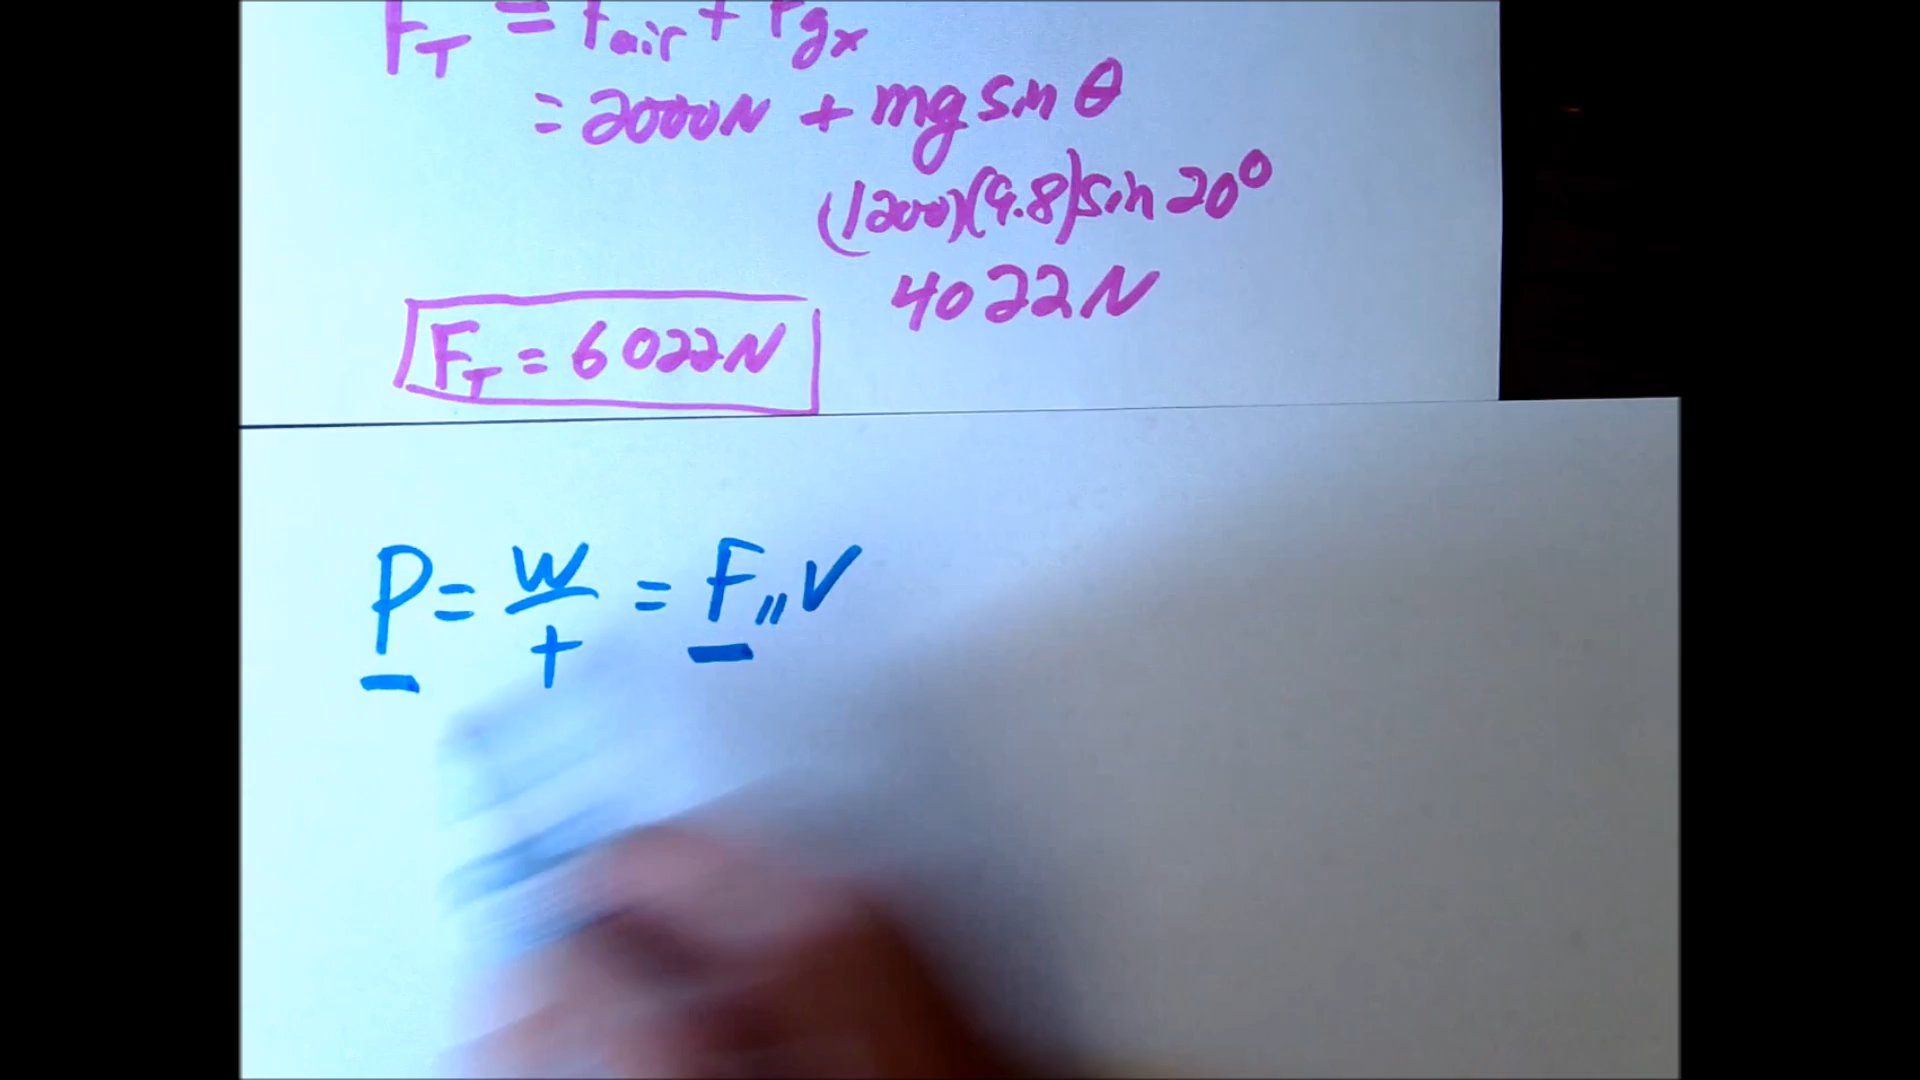 F_T = F_air + F_gx
= 2000N + mg sin θ
(1200)(9.8)sin 20°
4022N
F_T = 6022N
P = W/t = F_∥ V